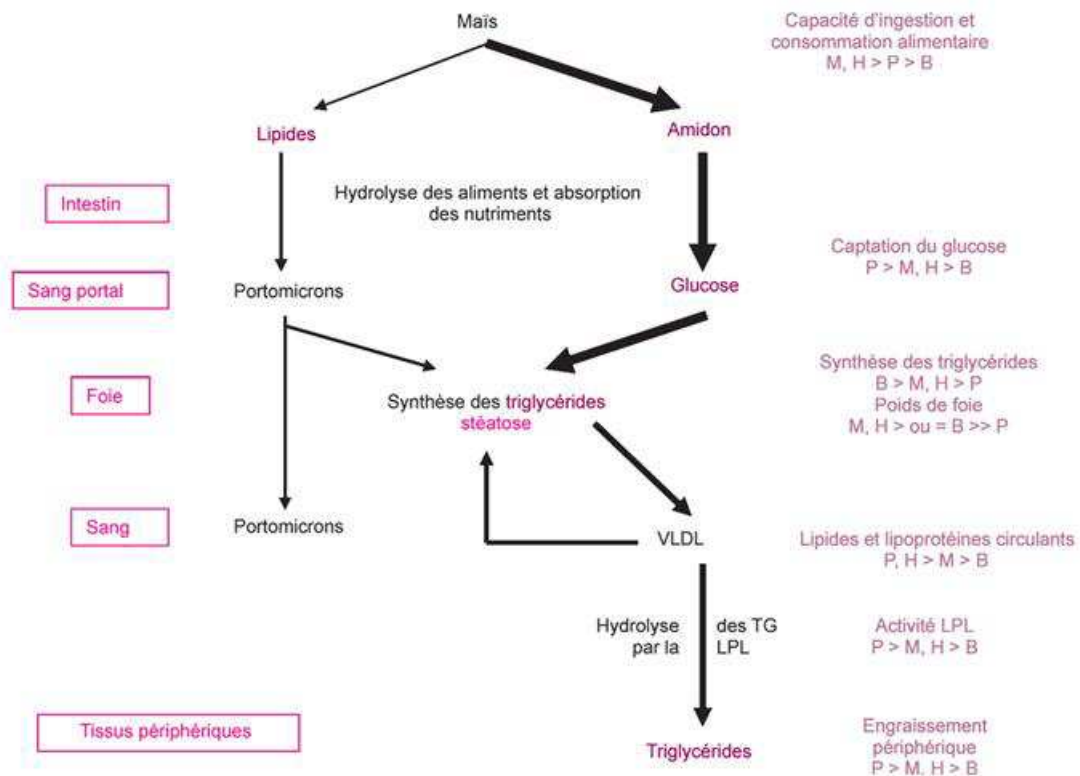 Maïs
Capacité d'ingestion et
consommation alimentaire
M, H > P > B
Lipides
Amidon
Intestin
Hydrolyse des aliments et absorption
des nutriments
Captation du glucose
P > M, H > B
Sang portal
Portomicrons
Glucose
Foie
Synthèse des triglycérides
stéatose
Synthèse des triglycérides
B > M, H > P
Poids de foie
M, H > ou = B >> P
Sang
Portomicrons
VLDL
Lipides et lipoprotéines circulants
P, H > M > B
Hydrolyse des TG
par la LPL
Activité LPL
P > M, H > B
Tissus périphériques
Triglycérides
Engraissement
périphérique
P > M, H > B